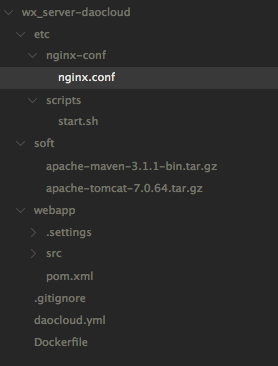 wx_server-daocloud
etc
nginx-conf
nginx.conf
scripts
start.sh
soft
apache-maven-3.1.1-bin.tar.gz
apache-tomcat-7.0.64.tar.gz
webapp
.settings
src
pom.xml
.gitignore
daocloud.yml
Dockerfile